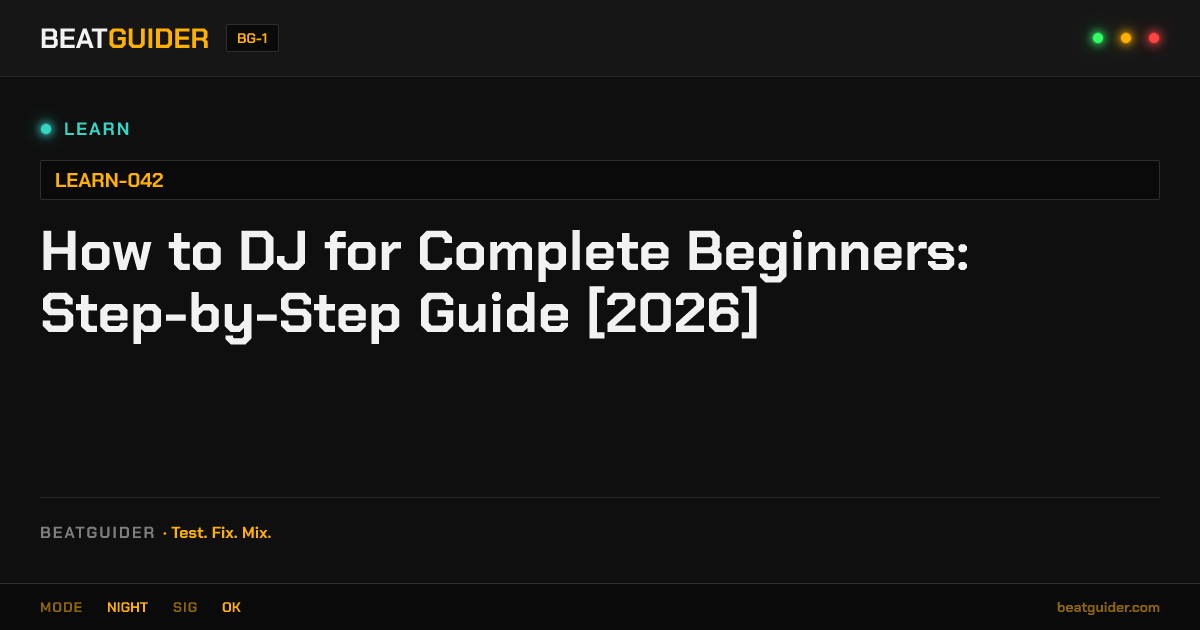 BEATGUIDER BG-1
LEARN
LEARN-042
How to DJ for Complete Beginners:
Step-by-Step Guide [2026]
BEATGUIDER · Test. Fix. Mix.
MODE NIGHT SIG OK beatguider.com